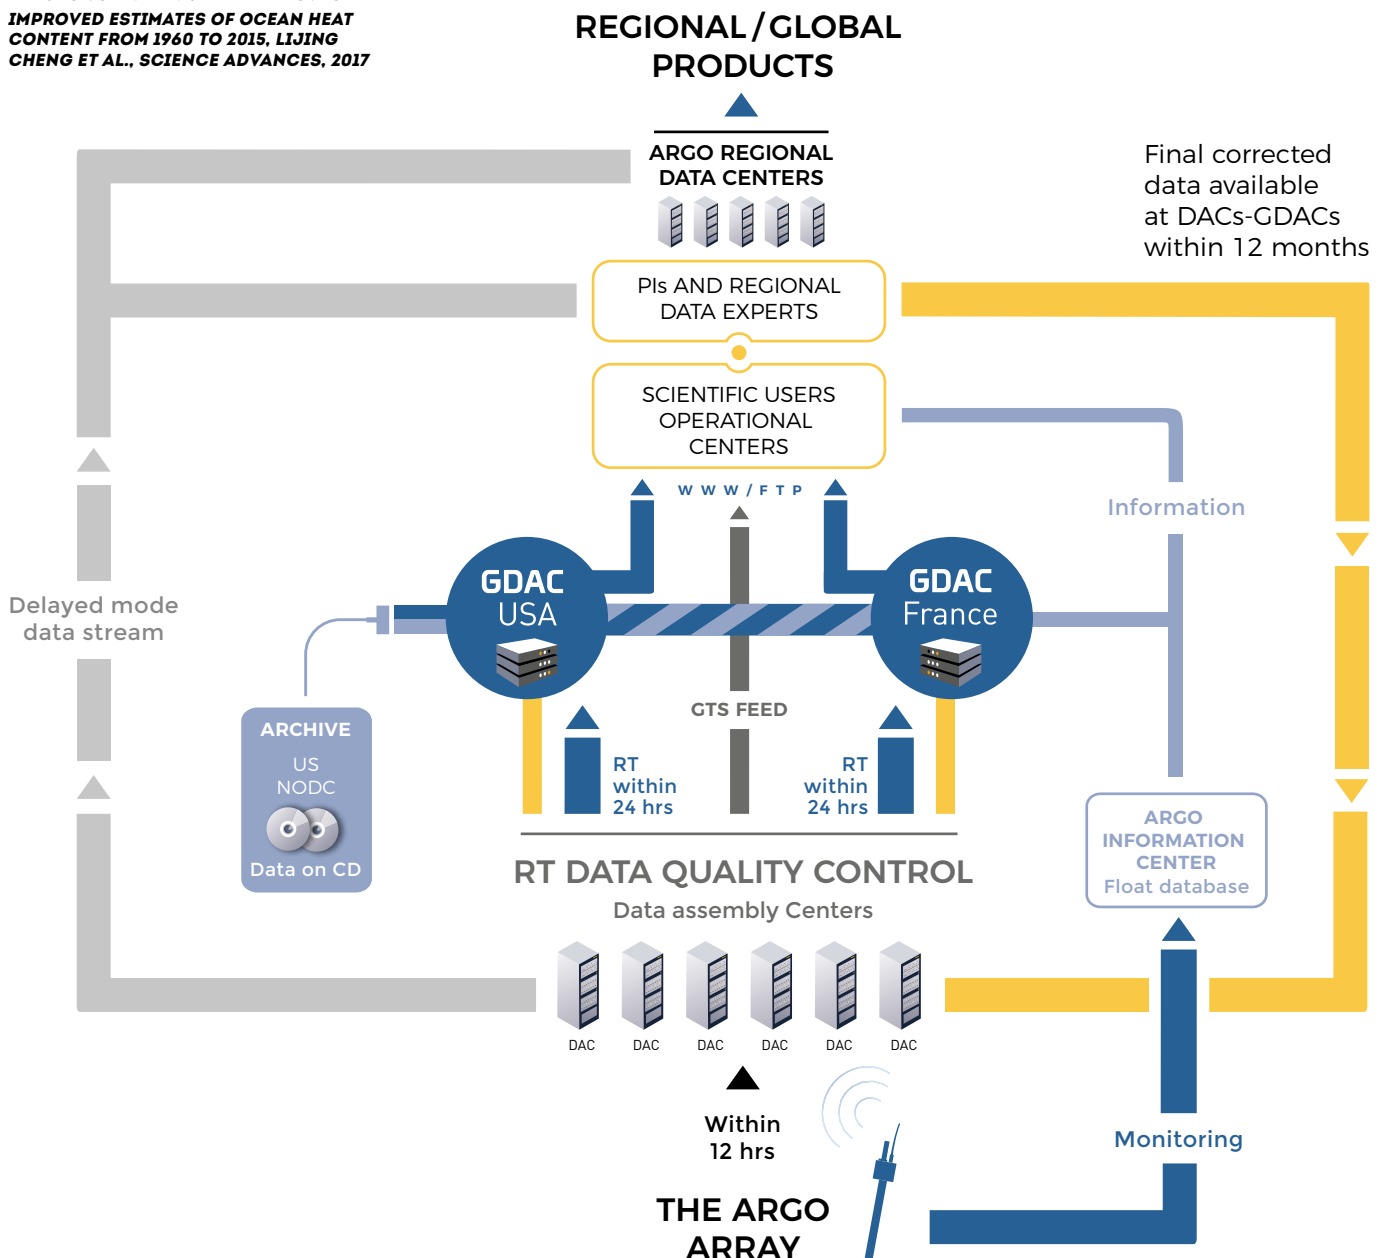 IMPROVED ESTIMATES OF OCEAN HEAT
CONTENT FROM 1960 TO 2015, LIJING
CHENG ET AL., SCIENCE ADVANCES, 2017
REGIONAL / GLOBAL
PRODUCTS
ARGO REGIONAL
DATA CENTERS
Final corrected
data available
at DACs-GDACs
within 12 months
PIs AND REGIONAL
DATA EXPERTS
SCIENTIFIC USERS
OPERATIONAL
CENTERS
WWW/FTP
Information
GDAC
USA
GDAC
France
Delayed mode
data stream
GTS FEED
ARCHIVE
US
NODC
Data on CD
RT
within
24 hrs
RT
within
24 hrs
ARGO
INFORMATION
CENTER
Float database
RT DATA QUALITY CONTROL
Data assembly Centers
DAC
DAC
DAC
DAC
DAC
DAC
Within
12 hrs
Monitoring
THE ARGO
ARRAY